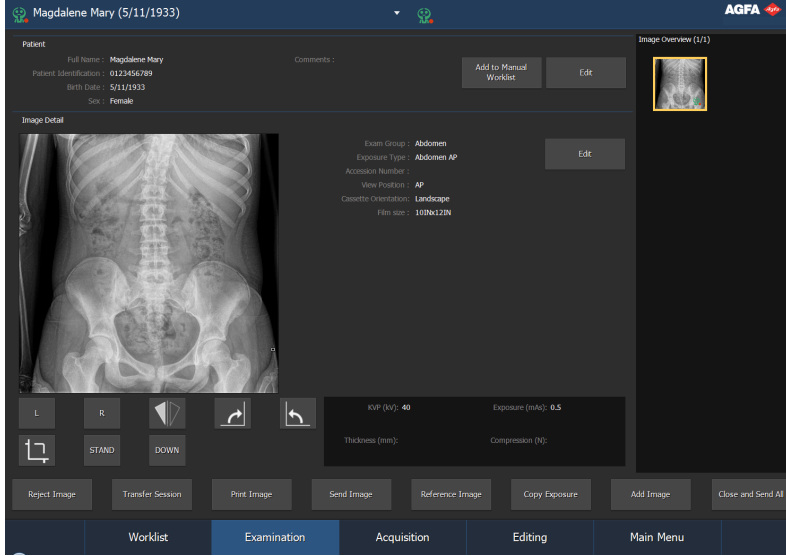 Magdalene Mary (5/11/1933)
AGFA
Patient
Full Name : Magdalene Mary
Patient Identification : 0123456789
Birth Date : 5/11/1933
Sex : Female
Comments :
Add to Manual
Worklist
Edit
Image Overview (1/1)
Image Detail
Exam Group : Abdomen
Exposure Type : Abdomen AP
Accession Number :
View Position : AP
Cassette Orientation: Landscape
Film size : 10INx12IN
Edit
L
R
STAND
DOWN
KVP (kV): 40
Exposure (mAs): 0.5
Thickness (mm):
Compression (N):
Reject Image
Transfer Session
Print Image
Send Image
Reference Image
Copy Exposure
Add Image
Close and Send All
Worklist
Examination
Acquisition
Editing
Main Menu